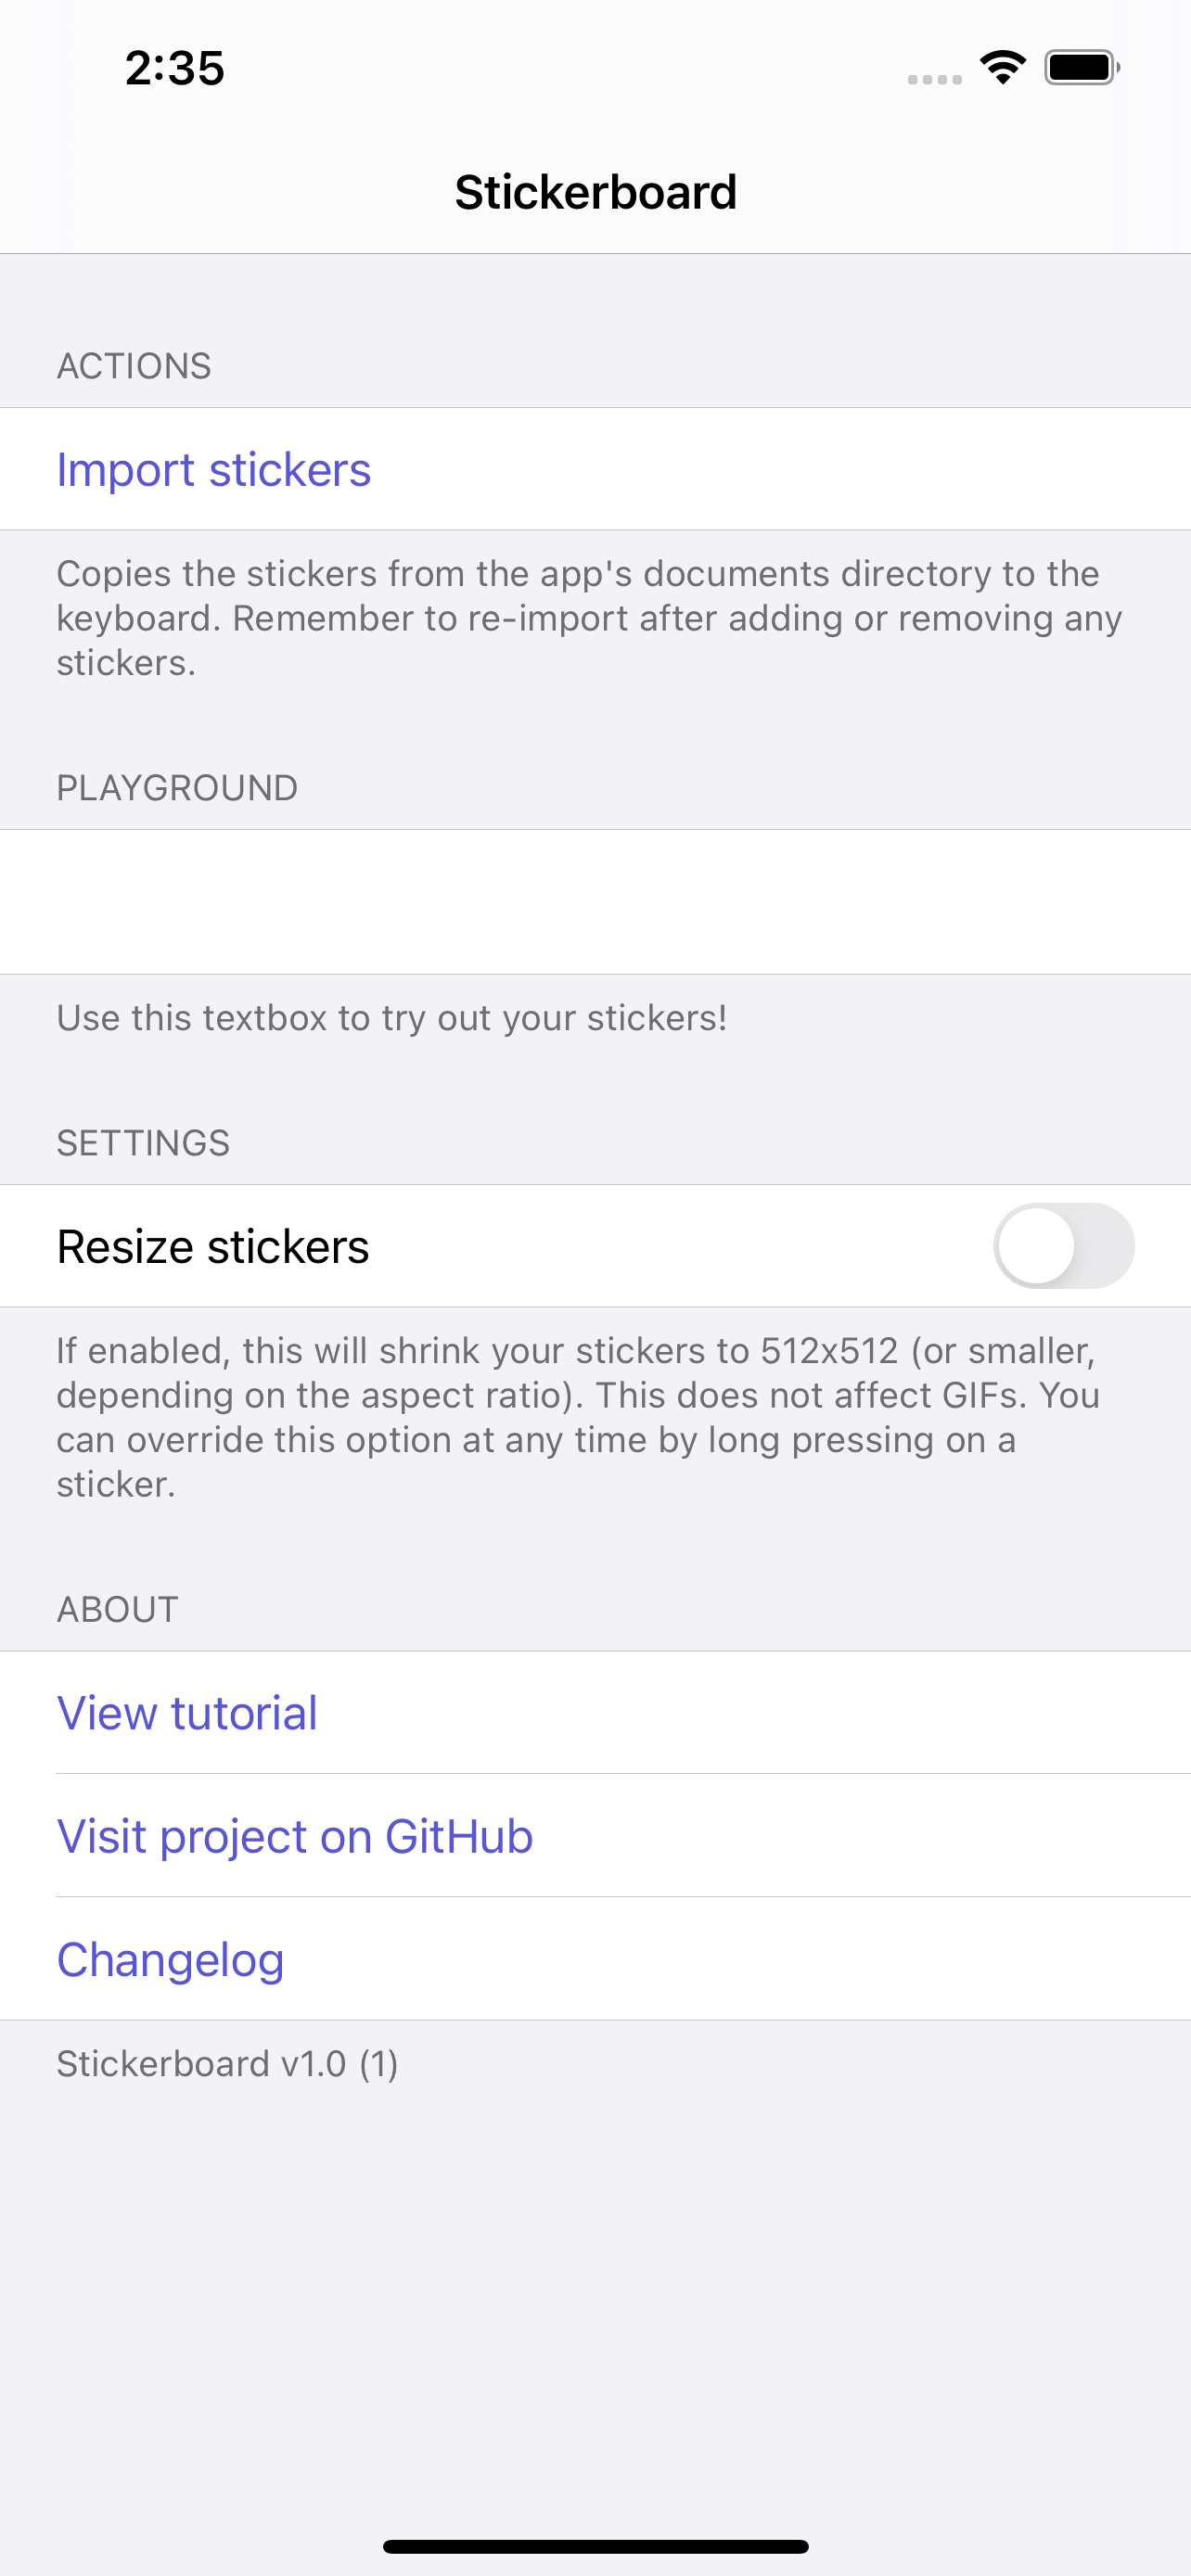 2:35
Stickerboard
ACTIONS
Import stickers
Copies the stickers from the app's documents directory to the
keyboard. Remember to re-import after adding or removing any
stickers.
PLAYGROUND
Use this textbox to try out your stickers!
SETTINGS
Resize stickers
If enabled, this will shrink your stickers to 512x512 (or smaller,
depending on the aspect ratio). This does not affect GIFs. You
can override this option at any time by long pressing on a
sticker.
ABOUT
View tutorial
Visit project on GitHub
Changelog
Stickerboard v1.0 (1)